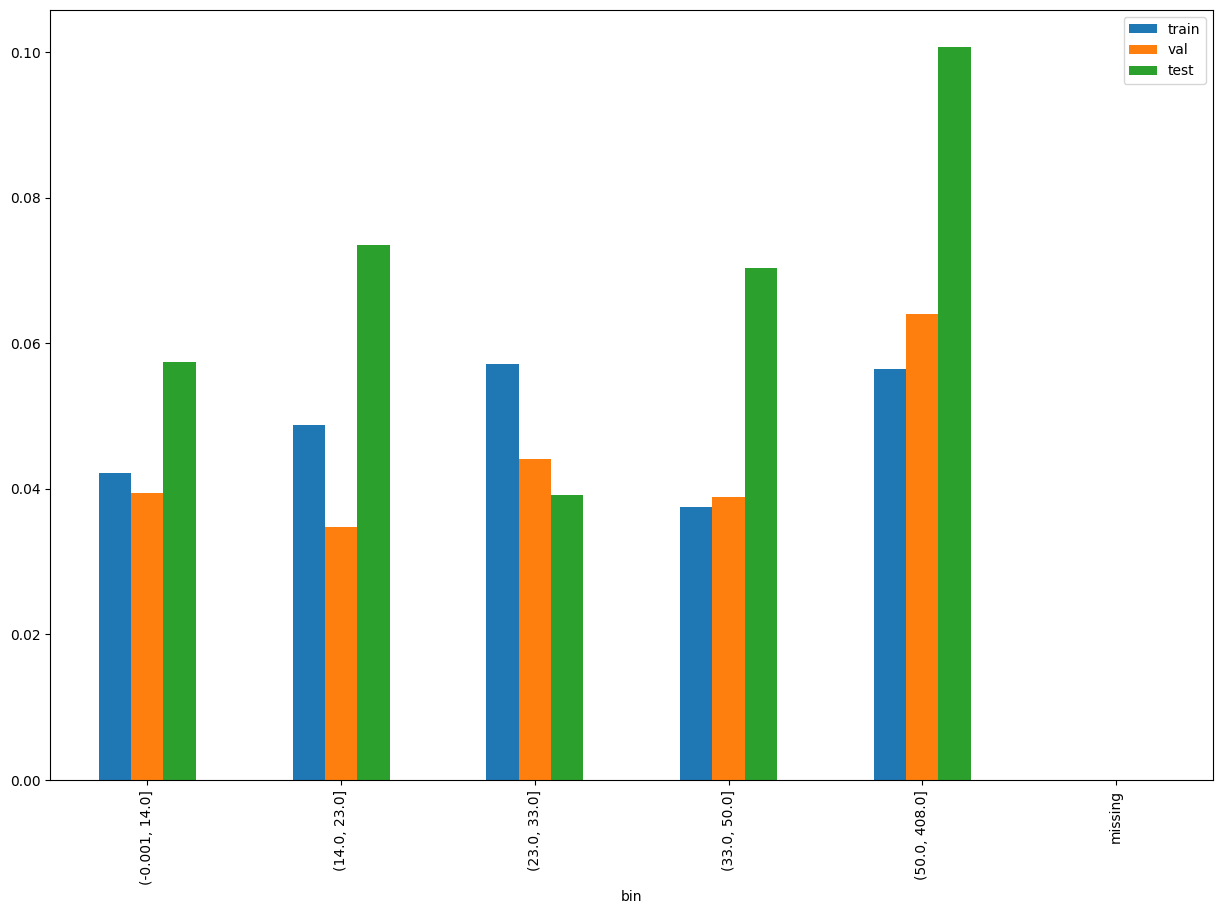 0.10
0.08
0.06
0.04
0.02
0.00
train
val
test
(-0.001, 14.0]
(14.0, 23.0]
(23.0, 33.0]
(33.0, 50.0]
(50.0, 408.0]
missing
bin